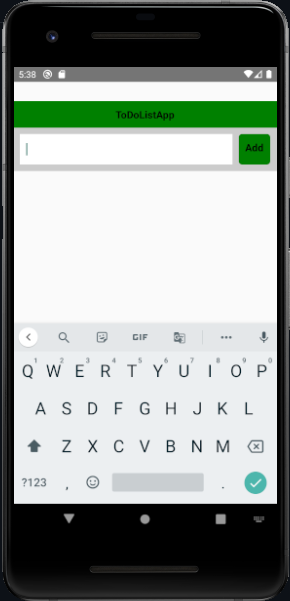 5:38
ToDoListApp
Add
GIF
1 2 3 4 5 6 7 8 9 0
Q W E R T Y U I O P
A S D F G H J K L
Z X C V B N M
?123 , .